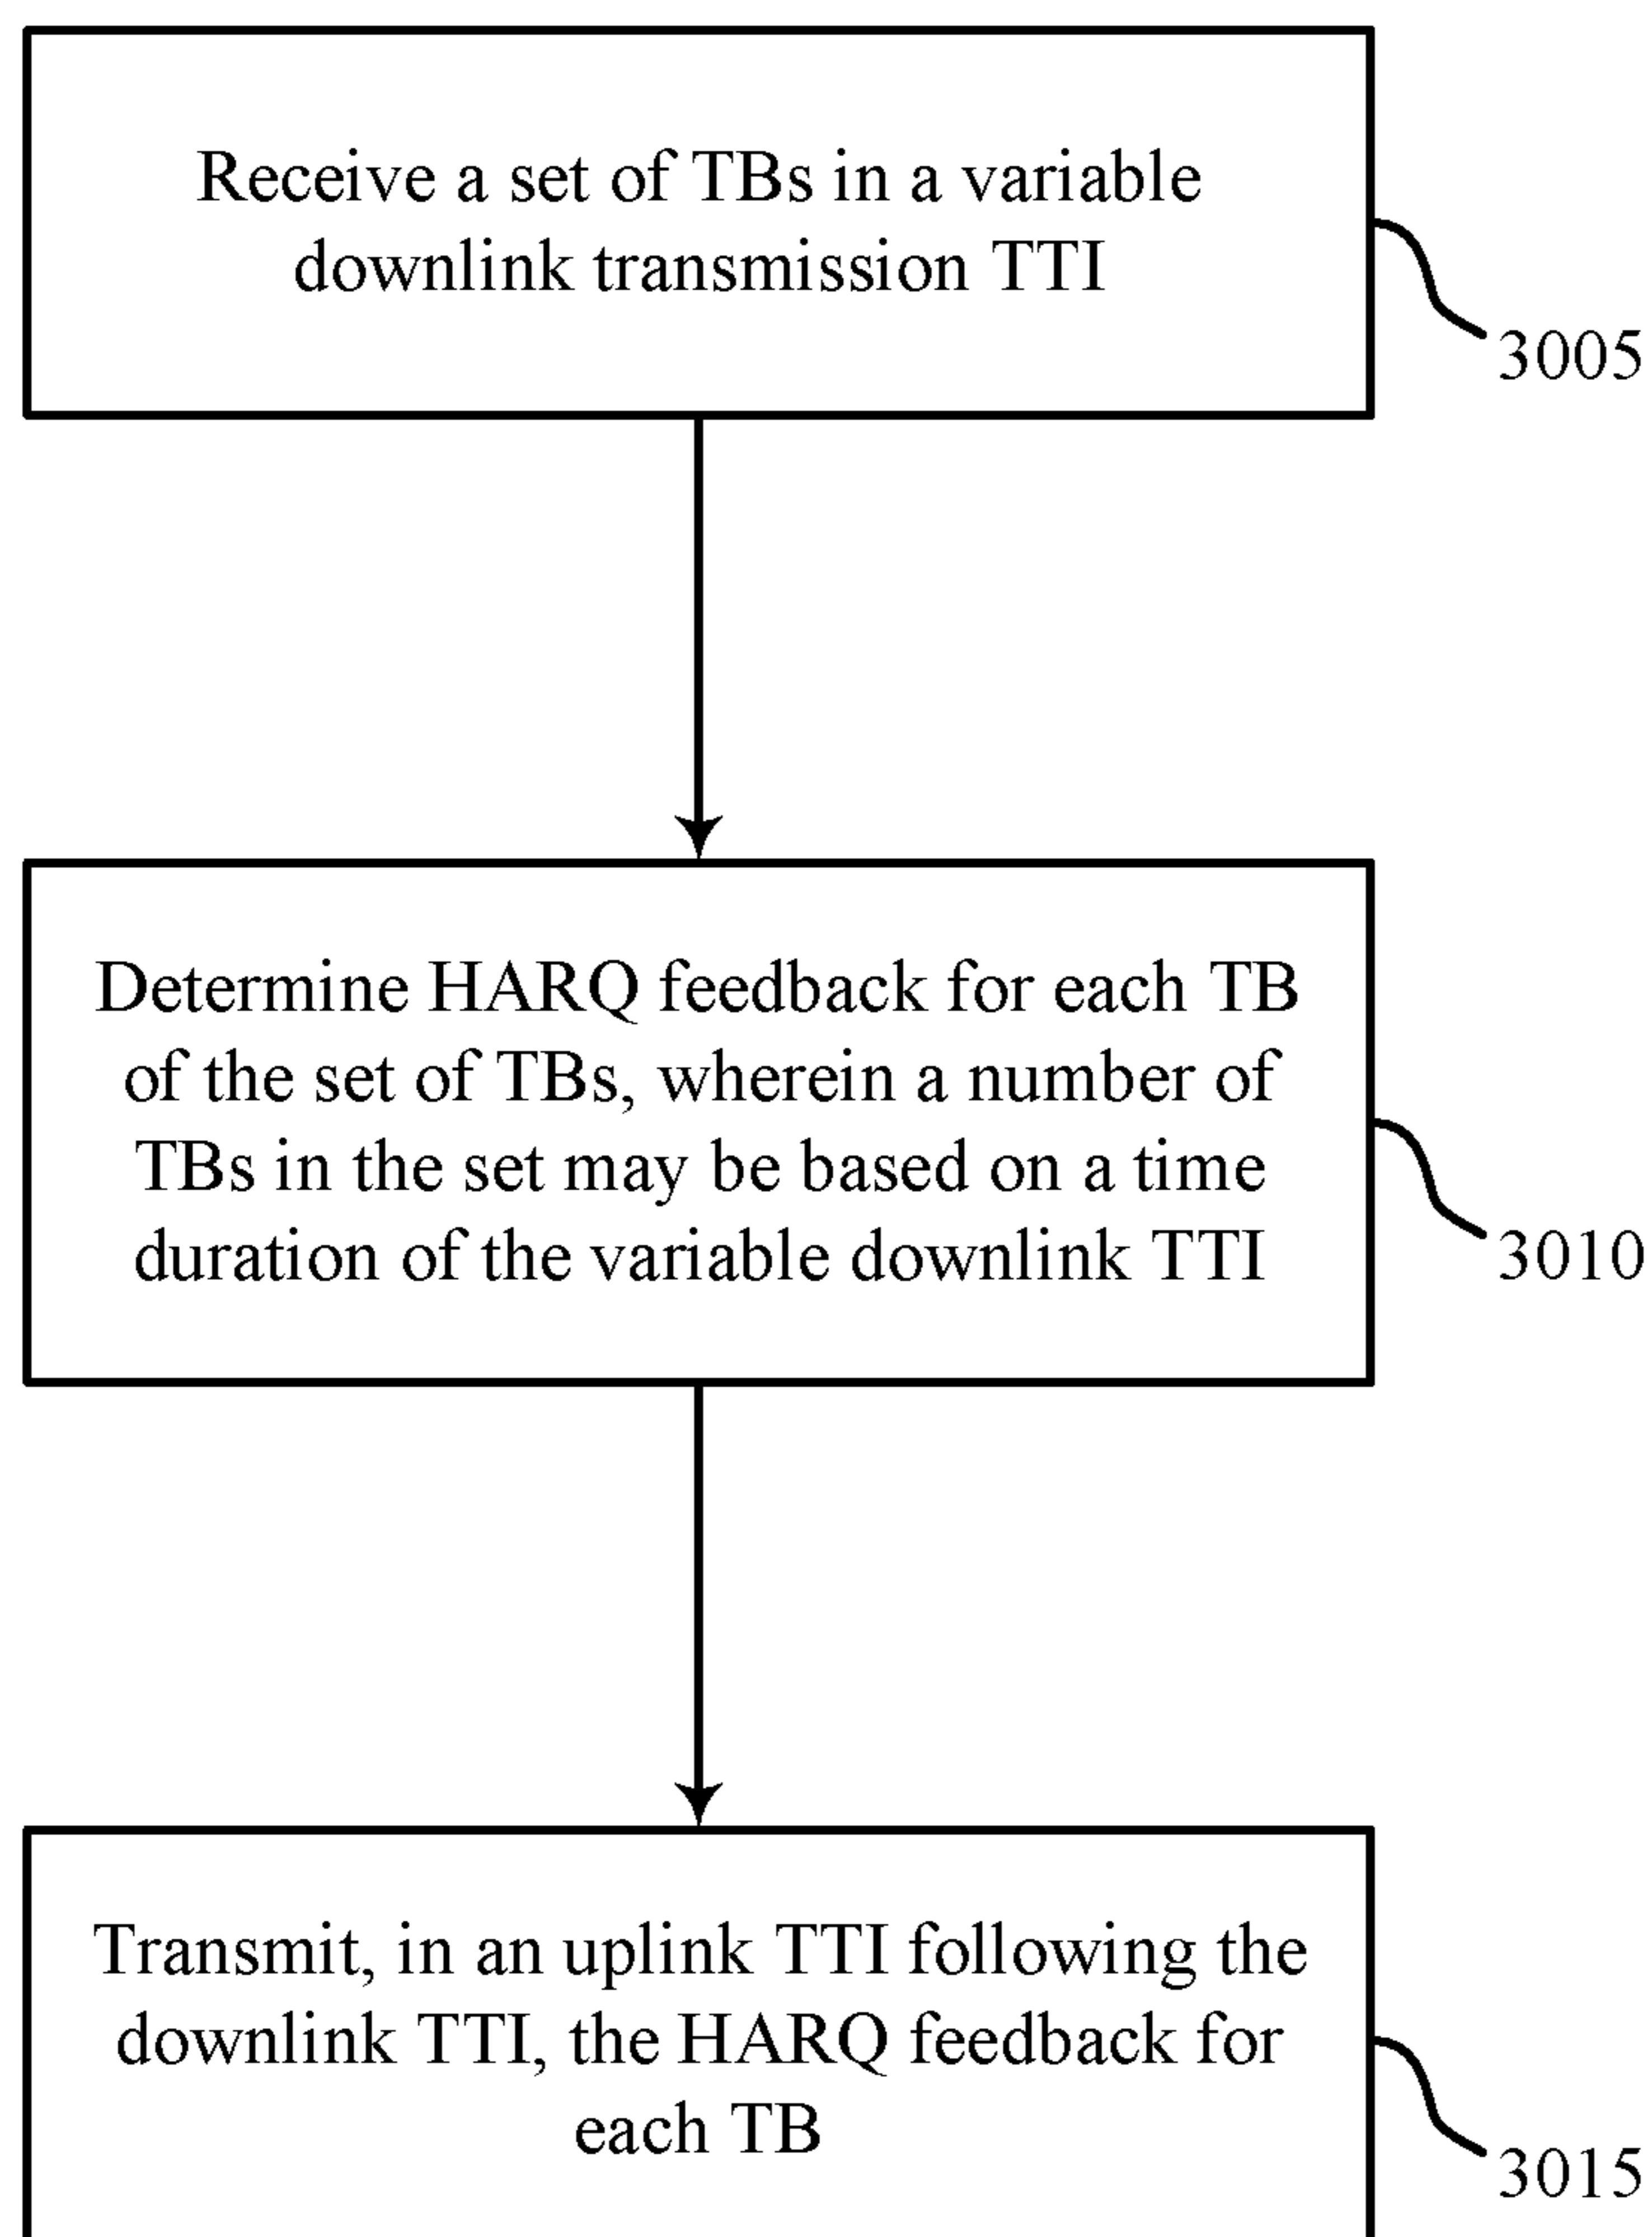 Receive a set of TBs in a variable
downlink transmission TTI
3005
Determine HARQ feedback for each TB
of the set of TBs, wherein a number of
TBs in the set may be based on a time
duration of the variable downlink TTI
3010
Transmit, in an uplink TTI following the
downlink TTI, the HARQ feedback for
each TB
3015